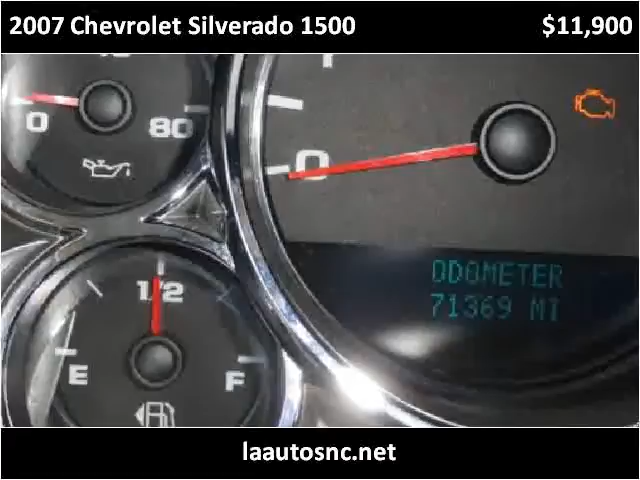 2007 Chevrolet Silverado 1500 $11,900
0 80
0
ODOMETER
71369 MI
1/2
E F
laautosnc.net